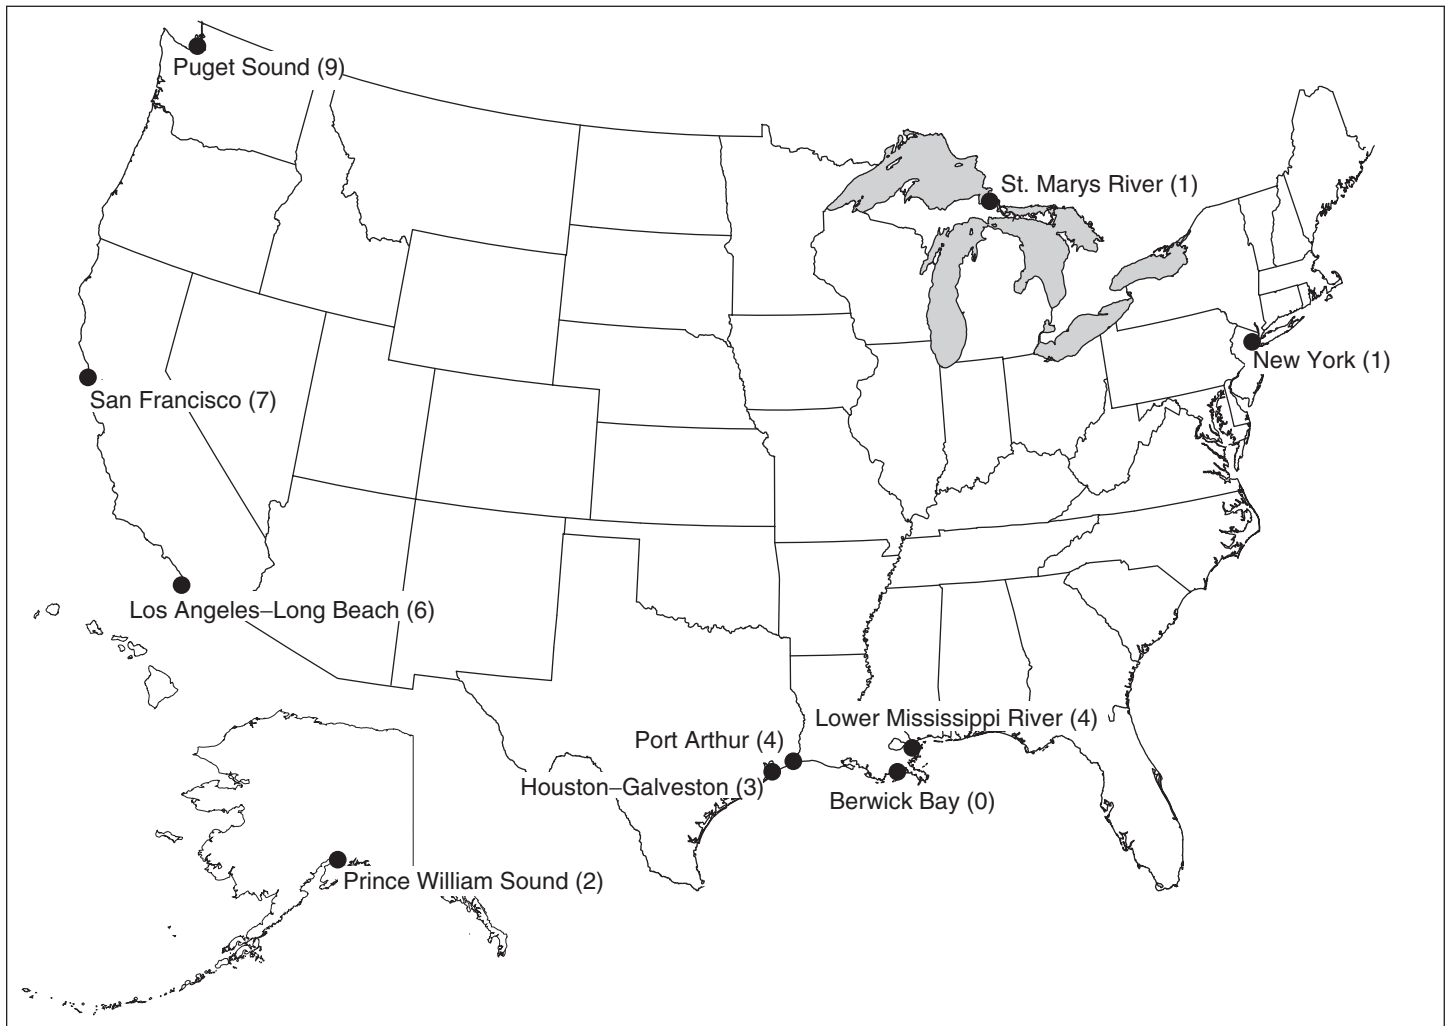 Puget Sound (9)
St. Marys River (1)
New York (1)
San Francisco (7)
Los Angeles–Long Beach (6)
Lower Mississippi River (4)
Port Arthur (4)
Houston–Galveston (3)
Berwick Bay (0)
Prince William Sound (2)